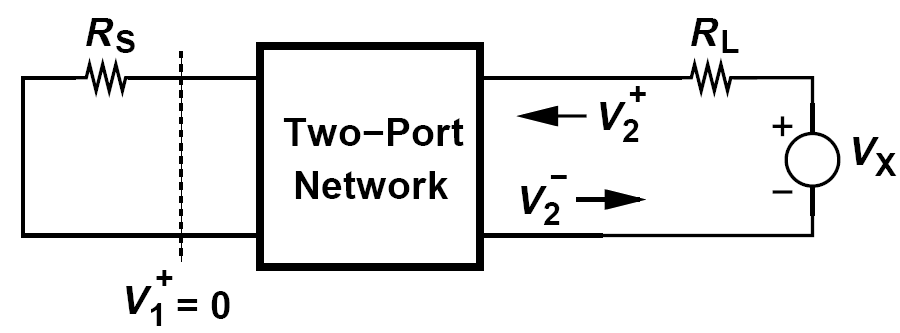 R_S
R_L
Two–Port
Network
V_2^+
V_2^-
+
–
V_X
V_1^+ = 0